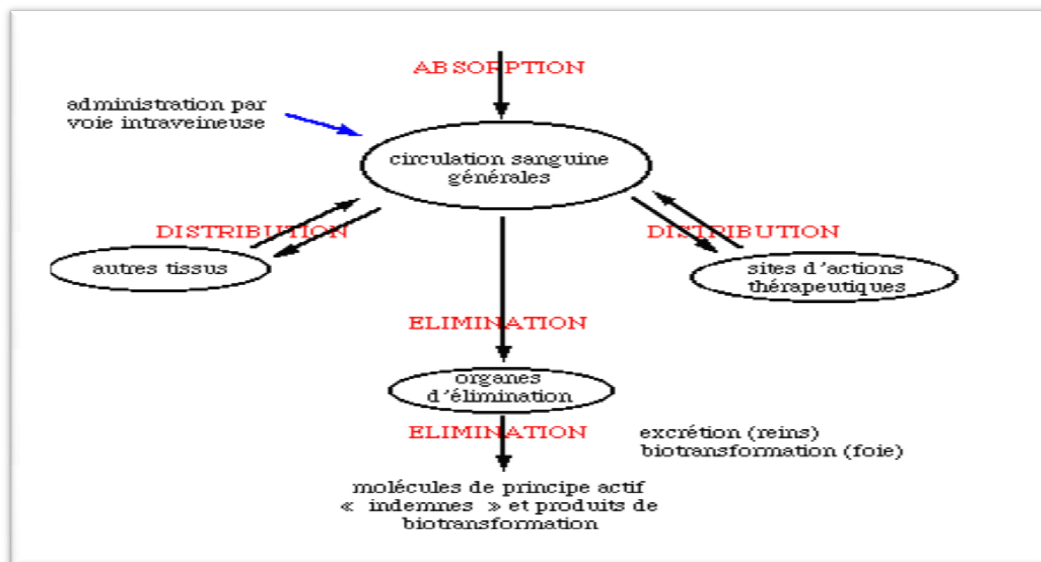 ABSORPTION
administration par
voie intraveineuse
circulation sanguine
générales
DISTRIBUTION
DISTRIBUTION
autres tissus
sites d'actions
thérapeutiques
ELIMINATION
organes
d'élimination
ELIMINATION
excrétion (reins)
biotransformation (foie)
molécules de principe actif
« indemnes » et produits de
biotransformation